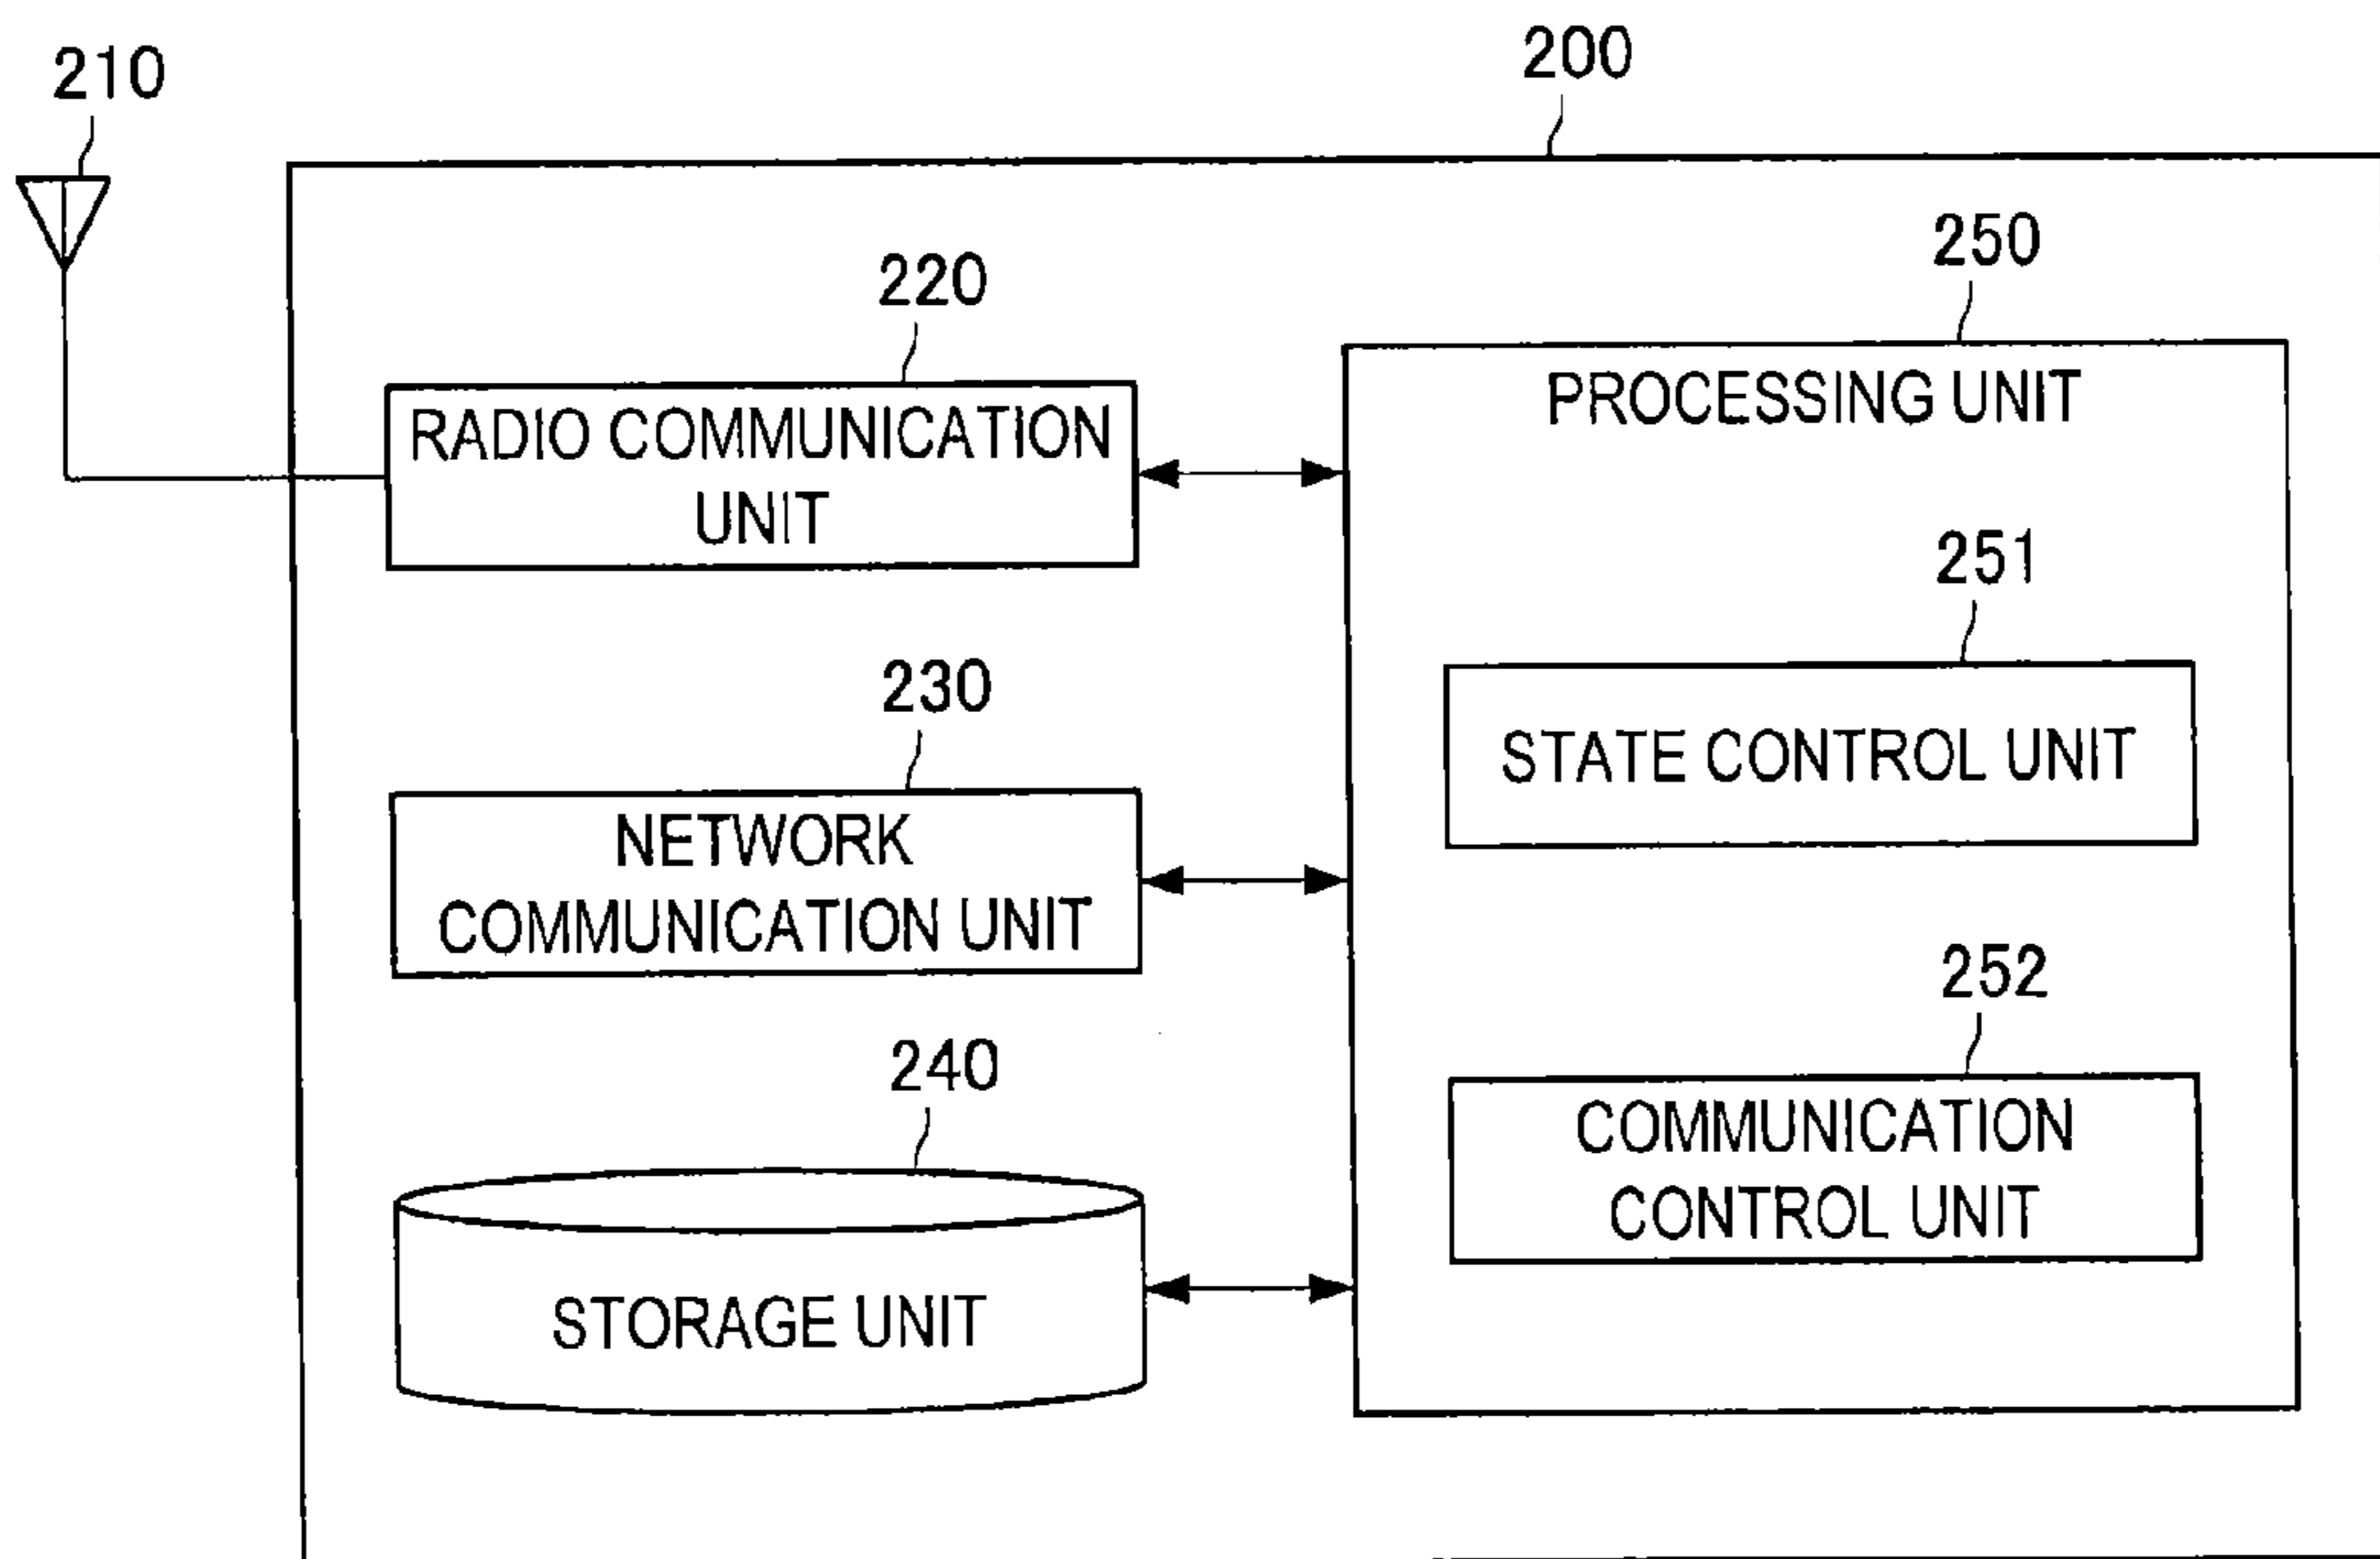 210
200
220
RADIO COMMUNICATION
UNIT
230
NETWORK
COMMUNICATION UNIT
240
STORAGE UNIT
250
PROCESSING UNIT
251
STATE CONTROL UNIT
252
COMMUNICATION
CONTROL UNIT